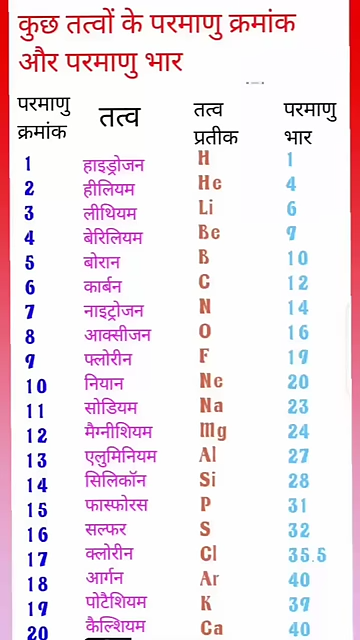 कुछ तत्वों के परमाणु क्रमांक
और परमाणु भार
परमाणु क्रमांक तत्व तत्व प्रतीक परमाणु भार
1 हाइड्रोजन H 1
2 हीलियम He 4
3 लीथियम Li 6
4 बेरिलियम Be 9
5 बोरान B 10
6 कार्बन C 12
7 नाइट्रोजन N 14
8 आक्सीजन O 16
9 फ्लोरीन F 19
10 नियान Ne 20
11 सोडियम Na 23
12 मैग्नीशियम Mg 24
13 एलुमिनियम Al 27
14 सिलिकॉन Si 28
15 फास्फोरस P 31
16 सल्फर S 32
17 क्लोरीन Cl 35.5
18 आर्गन Ar 40
19 पोटैशियम K 39
20 कैल्शियम Ca 40